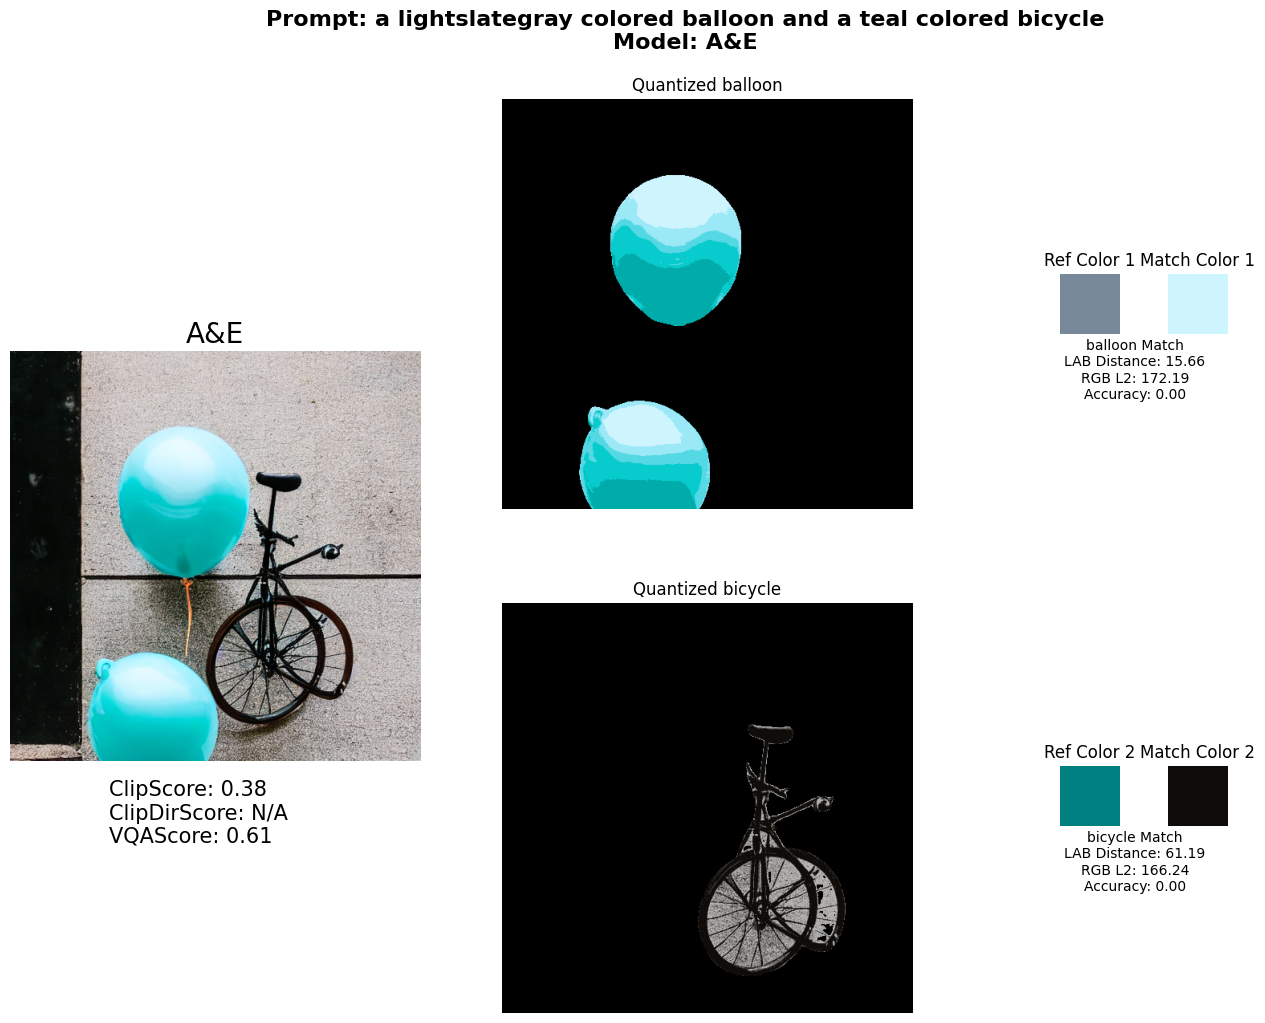 Prompt: a lightslategray colored balloon and a teal colored bicycle
Model: A&E
Quantized balloon
Ref Color 1 Match Color 1
balloon Match
LAB Distance: 15.66
RGB L2: 172.19
Accuracy: 0.00
A&E
ClipScore: 0.38
ClipDirScore: N/A
VQAScore: 0.61
Quantized bicycle
Ref Color 2 Match Color 2
bicycle Match
LAB Distance: 61.19
RGB L2: 166.24
Accuracy: 0.00